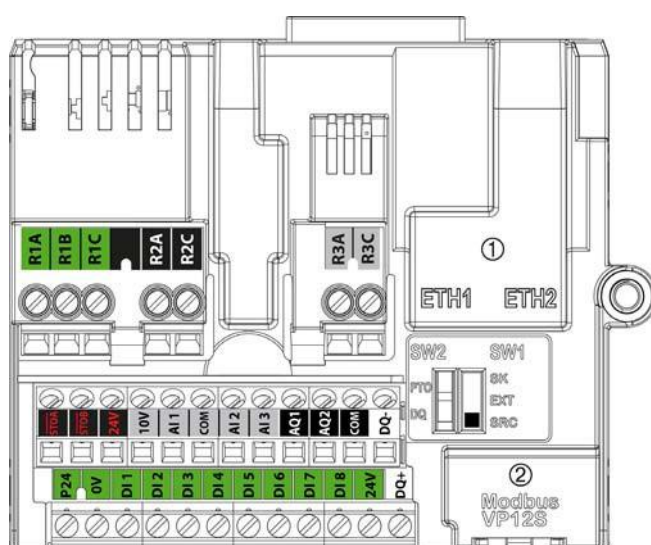 R1A R1B R1C R2A R2C R3A R3C
①
ETH1 ETH2
SW2 SW1
PTO SK
EXT
DQ SRC
STOA STOB 24V 10V AI1 COM AI2 AI3 AQ1 AQ2 COM DQ-
P24 0V DI1 DI2 DI3 DI4 DI5 DI6 DI7 DI8 24V DQ+
②
Modbus
VP12S